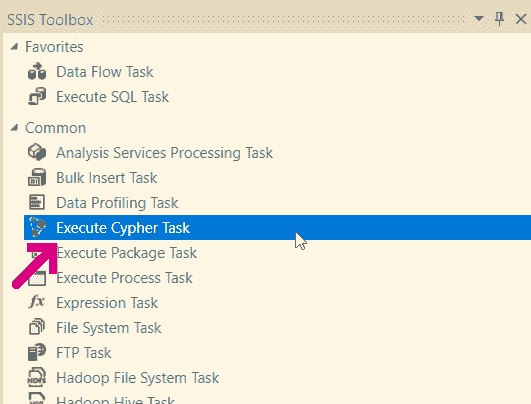 SSIS Toolbox
Favorites
Data Flow Task
Execute SQL Task
Common
Analysis Services Processing Task
Bulk Insert Task
Data Profiling Task
Execute Cypher Task
Execute Package Task
Execute Process Task
fx Expression Task
File System Task
FTP Task
Hadoop File System Task
Hadoop Hive Task